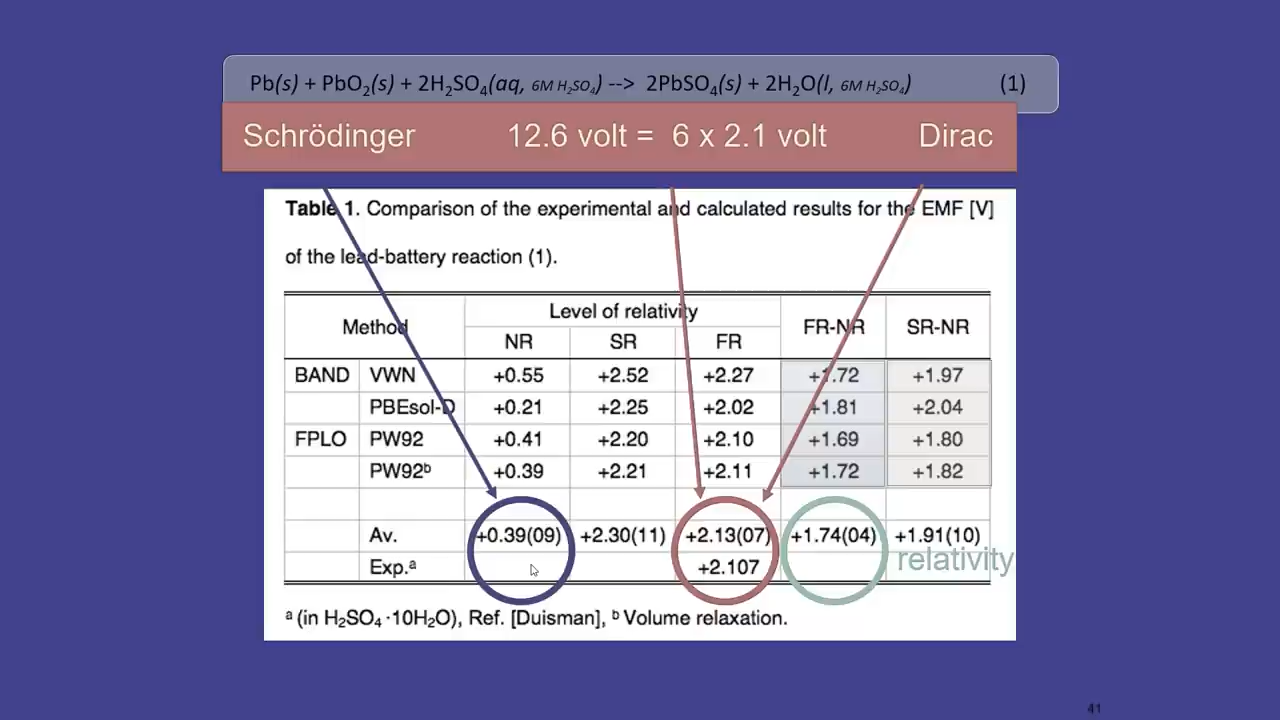 Pb(s) + PbO₂(s) + 2H₂SO₄(aq, 6M H₂SO₄) --> 2PbSO₄(s) + 2H₂O(l, 6M H₂SO₄) (1)
Schrödinger 12.6 volt = 6 x 2.1 volt Dirac
Table 1. Comparison of the experimental and calculated results for the EMF [V]
of the lead-battery reaction (1).
Method Level of relativity FR-NR SR-NR
NR SR FR
BAND VWN +0.55 +2.52 +2.27 +1.72 +1.97
PBEsol-D +0.21 +2.25 +2.02 +1.81 +2.04
FPLO PW92 +0.41 +2.20 +2.10 +1.69 +1.80
PW92ᵇ +0.39 +2.21 +2.11 +1.72 +1.82
Av. +0.39(09) +2.30(11) +2.13(07) +1.74(04) +1.91(10)
relativity
Exp.ᵃ +2.107
ᵃ (in H₂SO₄ ·10H₂O), Ref. [Duisman], ᵇ Volume relaxation.
41